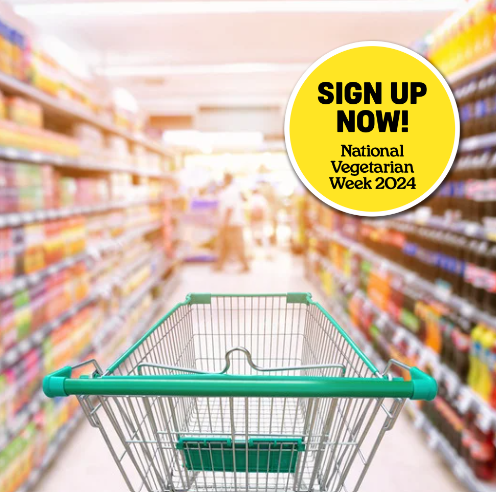 SIGN UP
NOW!
National
Vegetarian
Week 2024